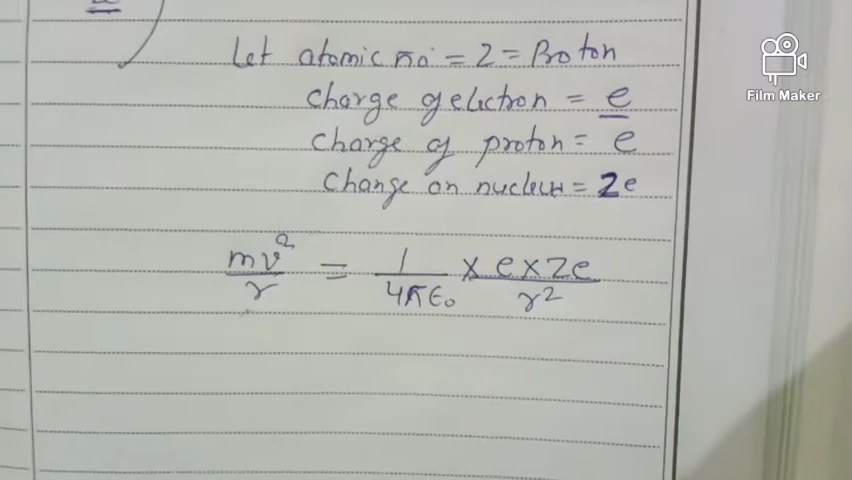 Let atomic no = Z = Proton
Charge of electron = e
Charge of proton = e
Charge on nucleus = Ze
mv²/r = 1/4πε₀ × e × Ze/r²
Film Maker